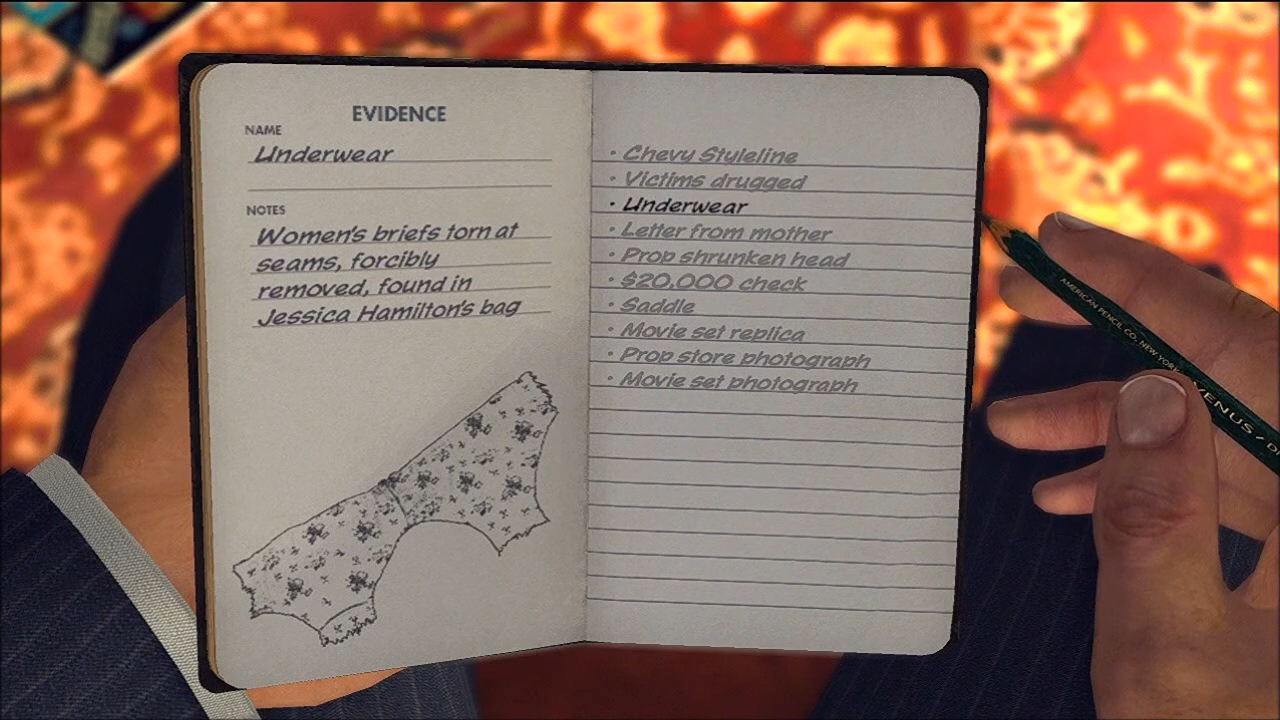 EVIDENCE
NAME
Underwear
NOTES
Women's briefs torn at
seams, forcibly
removed, found in
Jessica Hamilton's bag
· Chevy Styleline
· Victims drugged
· Underwear
· Letter from mother
· Prop shrunken head
· $20,000 check
· Saddle
· Movie set replica
· Prop store photograph
· Movie set photograph
AMERICAN PENCIL CO. NEW YORK
VENUS